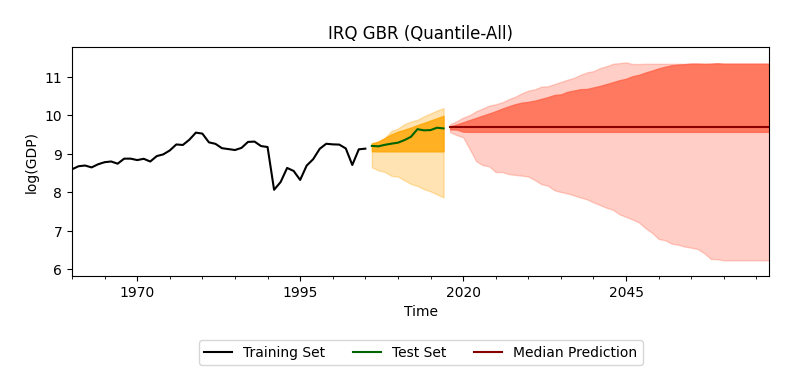 IRQ GBR (Quantile-All)
11
10
9
8
7
6
log(GDP)
1970
1995
2020
2045
Time
Training Set
Test Set
Median Prediction